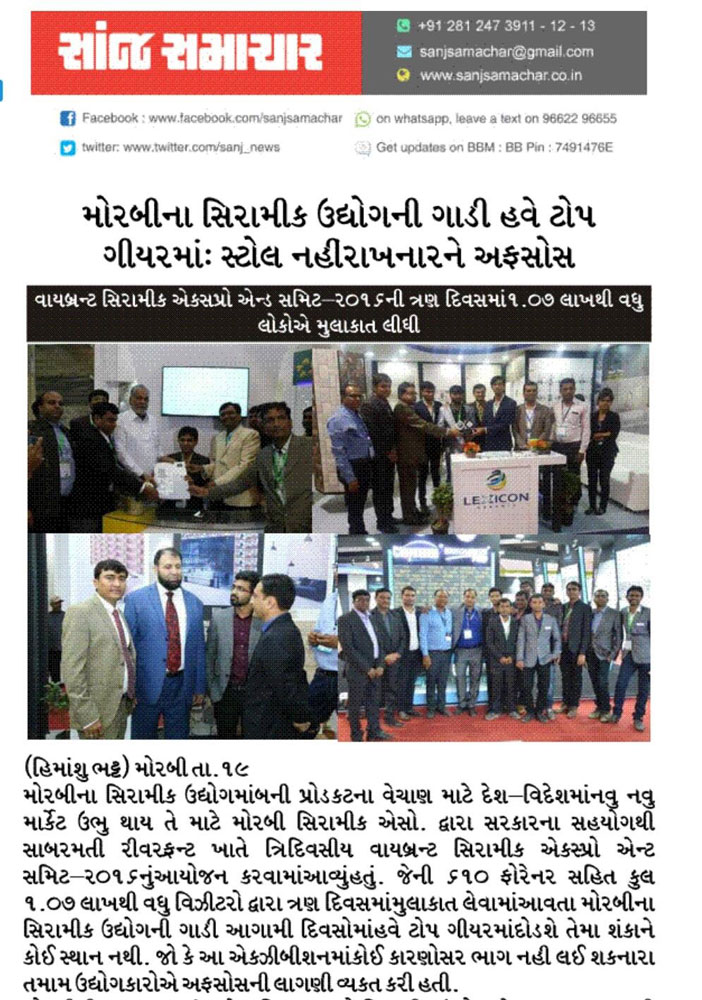 સાંજ સમાચાર
+91 281 247 3911 - 12 - 13
sanjsamachar@gmail.com
www.sanjsamachar.co.in
Facebook : www.facebook.com/sanjsamachar
on whatsapp, leave a text on 96622 96655
twitter: www.twitter.com/sanj_news
Get updates on BBM : BB Pin : 7491476E
મોરબીના સિરામીક ઉદ્યોગની ગાડી હવે ટોપ
ગીયરમાં: સ્ટોલ નહીંરાખનારને અફસોસ
વાયબ્રન્ટ સિરામીક એકસપ્રો એન્ડ સમિટ–૨૦૧૬ની ત્રણ દિવસમાં૧.૦૭ લાખથી વધુ
લોકોએ મુલાકાત લીધી
LEXICON
(હિમાંશુ ભટ્ટ) મોરબી તા.૧૯
મોરબીના સિરામીક ઉદ્યોગમાંબની પ્રોડકટના વેચાણ માટે દેશ–વિદેશમાંનવુ નવુ
માર્કેટ ઉભુ થાય તે માટે મોરબી સિરામીક એસો. દ્વારા સરકારના સહયોગથી
સાબરમતી રીવરફ્રન્ટ ખાતે ત્રિદિવસીય વાયબ્રન્ટ સિરામીક એકસ્પ્રો એન્ટ
સમિટ–૨૦૧૬નુંઆયોજન કરવામાંઆવ્યુંહતું. જેની ૬૧૦ ફોરેનર સહિત કુલ
૧.૦૭ લાખથી વધુ વિઝીટરો દ્વારા ત્રણ દિવસમાંમુલાકાત લેવામાંઆવતા મોરબીના
સિરામીક ઉદ્યોગની ગાડી આગામી દિવસોમાંહવે ટોપ ગીયરમાંદોડશે તેમા શંકાને
કોઈ સ્થાન નથી. જો કે આ એકઝીબીશનમાંકોઈ કારણોસર ભાગ નહી લઈ શકનારા
તમામ ઉદ્યોગકારોએ અફસોસની લાગણી વ્યકત કરી હતી.